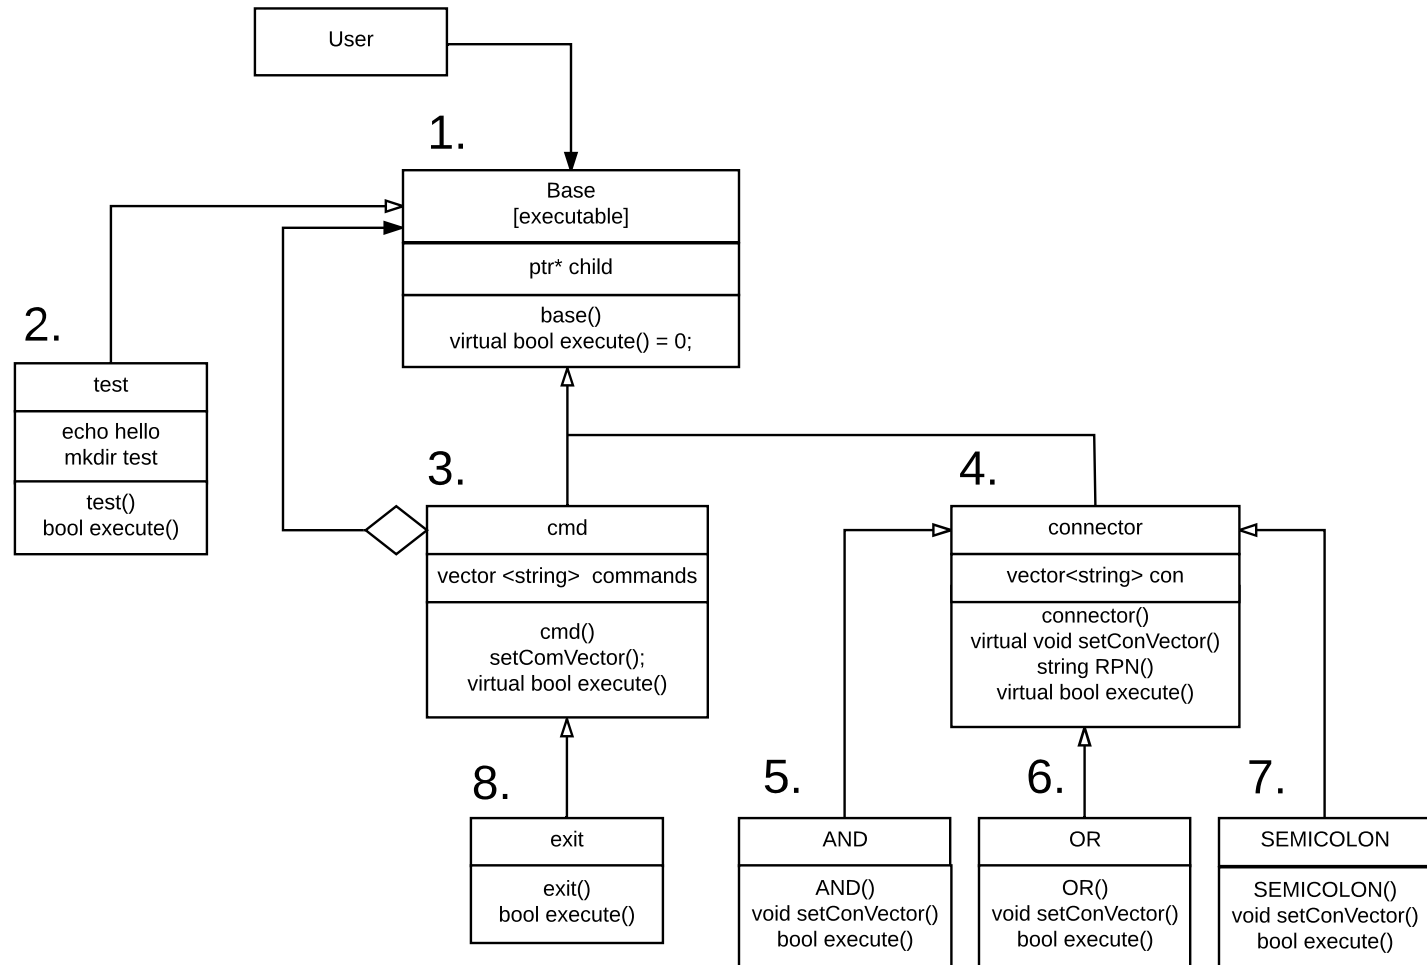 User
1.
Base
[executable]
ptr* child
base()
virtual bool execute() = 0;
2.
test
echo hello
mkdir test
test()
bool execute()
3.
cmd
vector <string>  commands
cmd()
setComVector();
virtual bool execute()
4.
connector
vector<string> con
connector()
virtual void setConVector()
string RPN()
virtual bool execute()
8.
exit
exit()
bool execute()
5.
AND
AND()
void setConVector()
bool execute()
6.
OR
OR()
void setConVector()
bool execute()
7.
SEMICOLON
SEMICOLON()
void setConVector()
bool execute()